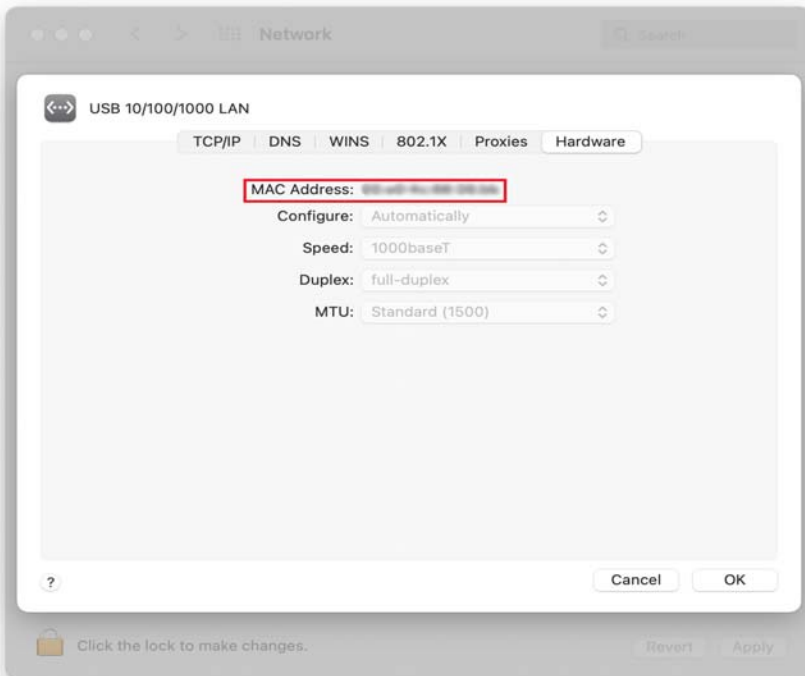 Network
Search
USB 10/100/1000 LAN
TCP/IP DNS WINS 802.1X Proxies Hardware
MAC Address:
Configure: Automatically
Speed: 1000baseT
Duplex: full-duplex
MTU: Standard (1500)
?
Cancel OK
Click the lock to make changes.
Revert Apply